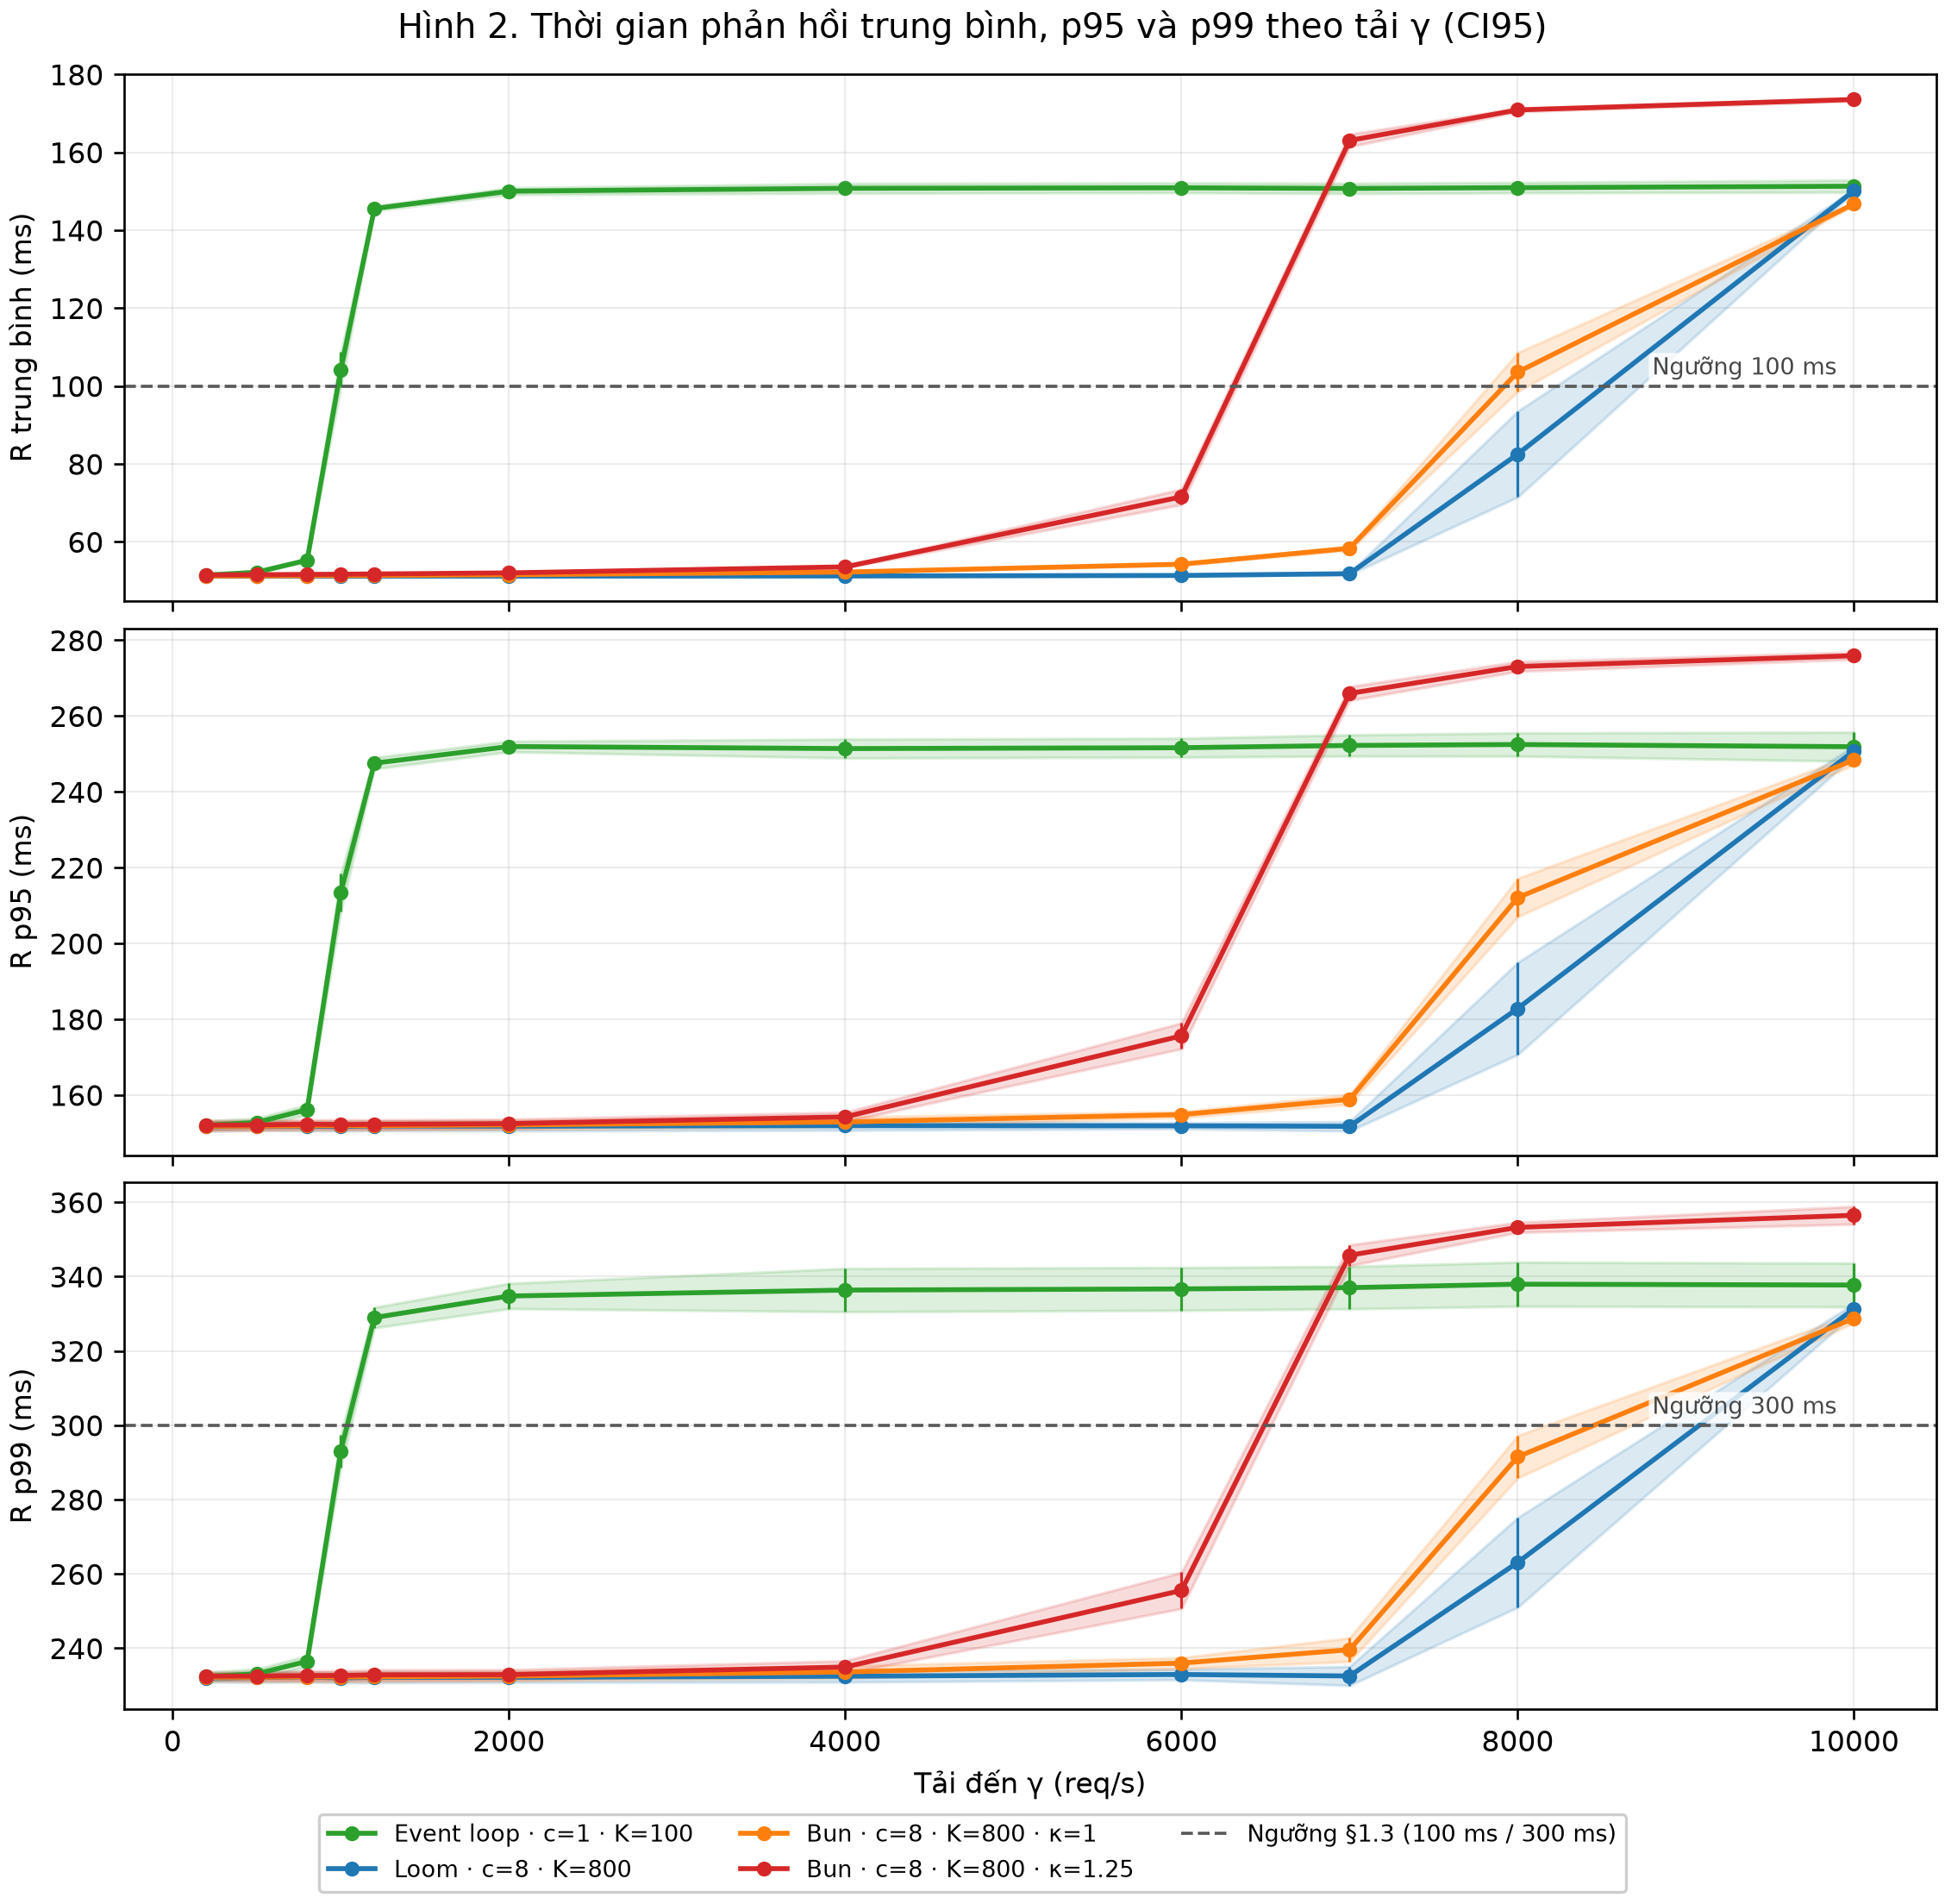 Hình 2. Thời gian phản hồi trung bình, p95 và p99 theo tải γ (CI95)
R trung bình (ms)
180
160
140
120
100
80
60
Ngưỡng 100 ms
R p95 (ms)
280
260
240
220
200
180
160
R p99 (ms)
360
340
320
300
280
260
240
Ngưỡng 300 ms
0 2000 4000 6000 8000 10000
Tải đến γ (req/s)
Event loop · c=1 · K=100
Loom · c=8 · K=800
Bun · c=8 · K=800 · κ=1
Bun · c=8 · K=800 · κ=1.25
Ngưỡng §1.3 (100 ms / 300 ms)